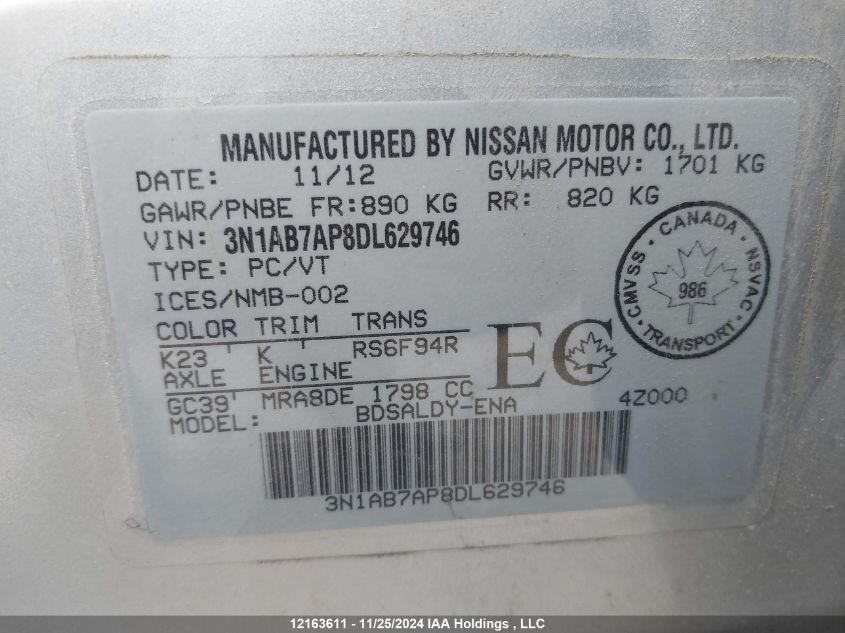 MANUFACTURED BY NISSAN MOTOR CO., LTD.
DATE: 11/12 GVWR/PNBV: 1701 KG
GAWR/PNBE FR:890 KG RR: 820 KG
VIN: 3N1AB7AP8DL629746
TYPE: PC/VT
ICES/NMB-002
COLOR TRIM TRANS
K23 ' K ' RS6F94R
AXLE ENGINE
GC39' MRA8DE 1798 CC
MODEL: BDSALDY-ENA
EC
4Z000
CANADA
CMVSS 986 NSVAC
TRANSPORT
3N1AB7AP8DL629746
12163611 - 11/25/2024 IAA Holdings , LLC